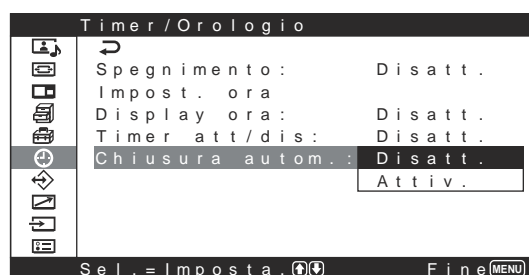 Timer/Orologio
Spegnimento: Disatt.
Impost. ora
Display ora: Disatt.
Timer att/dis: Disatt.
Chiusura autom.: Disatt.
Attiv.
Sel.=Imposta. Fine MENU